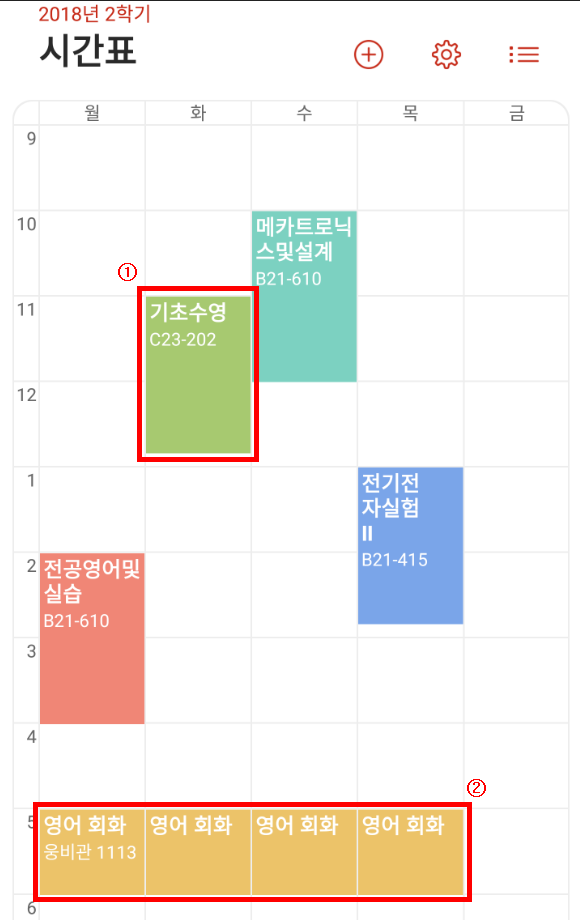 2018년 2학기
시간표
월 화 수 목 금
9
10
메카트로닉
스및설계
B21-610
11
①
기초수영
C23-202
12
1
전기전
자실험
II
B21-415
2
전공영어및
실습
B21-610
3
4
②
5
영어 회화 영어 회화 영어 회화 영어 회화
웅비관 1113
6